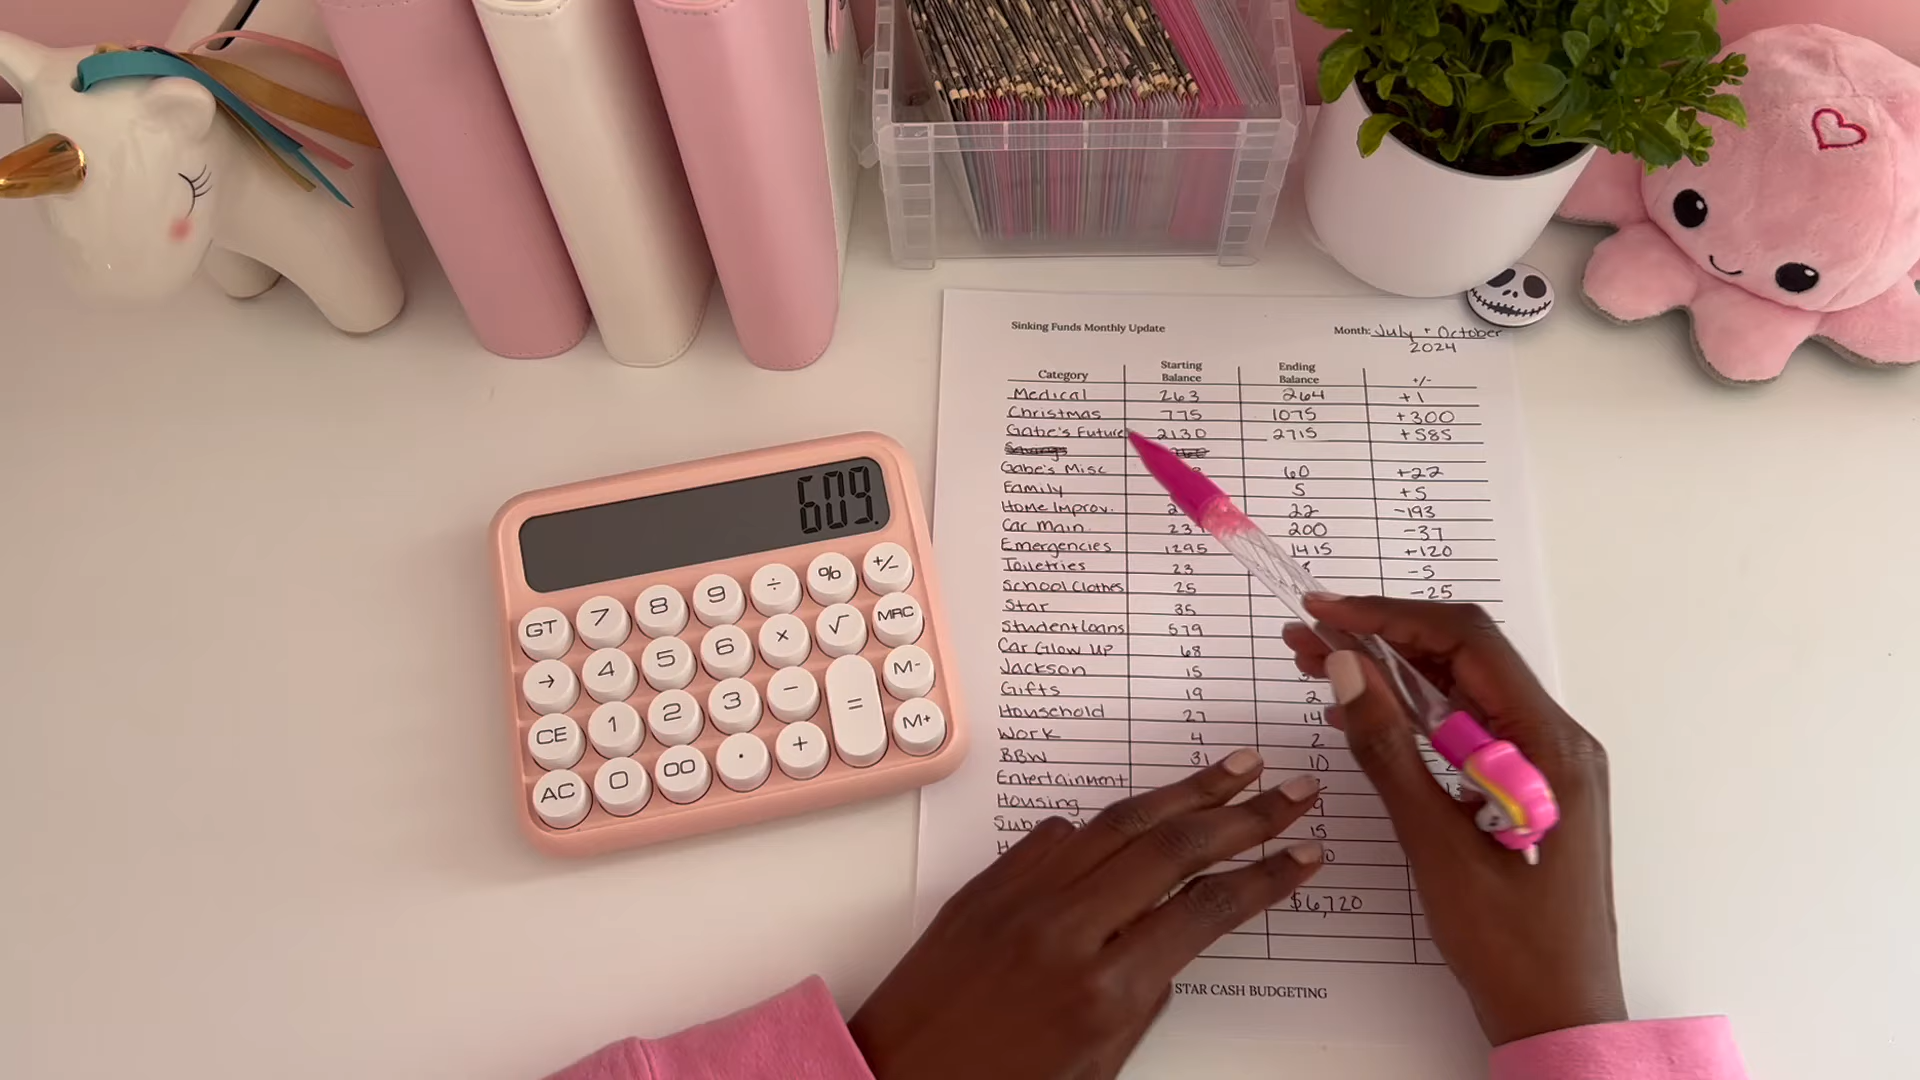 Sinking Funds Monthly Update Month: July + October
2024
Category Starting Balance Ending Balance +/-
Medical 263 264 +1
Christmas 775 1075 +300
Gabe's Future 2130 2715 +585
Gabe's Misc 60 +22
Family 5 +5
Home Improv. 22 -193
Car Main. 237 200 -37
Emergencies 1295 1415 +120
Toiletries 23 -5
School Clothes 25 -25
Star 35
Student Loans 579
Car Glow Up 68
Jackson 15
Gifts 19 2
Household 27 14
Work 4 2
BBW 31 10
Entertainment
Housing 9
15
$6,720
STAR CASH BUDGETING
609.
GT 7 8 9 ÷ % +/-
→ 4 5 6 × √ MRC
CE 1 2 3 − = M-
AC 0 00 . + M+